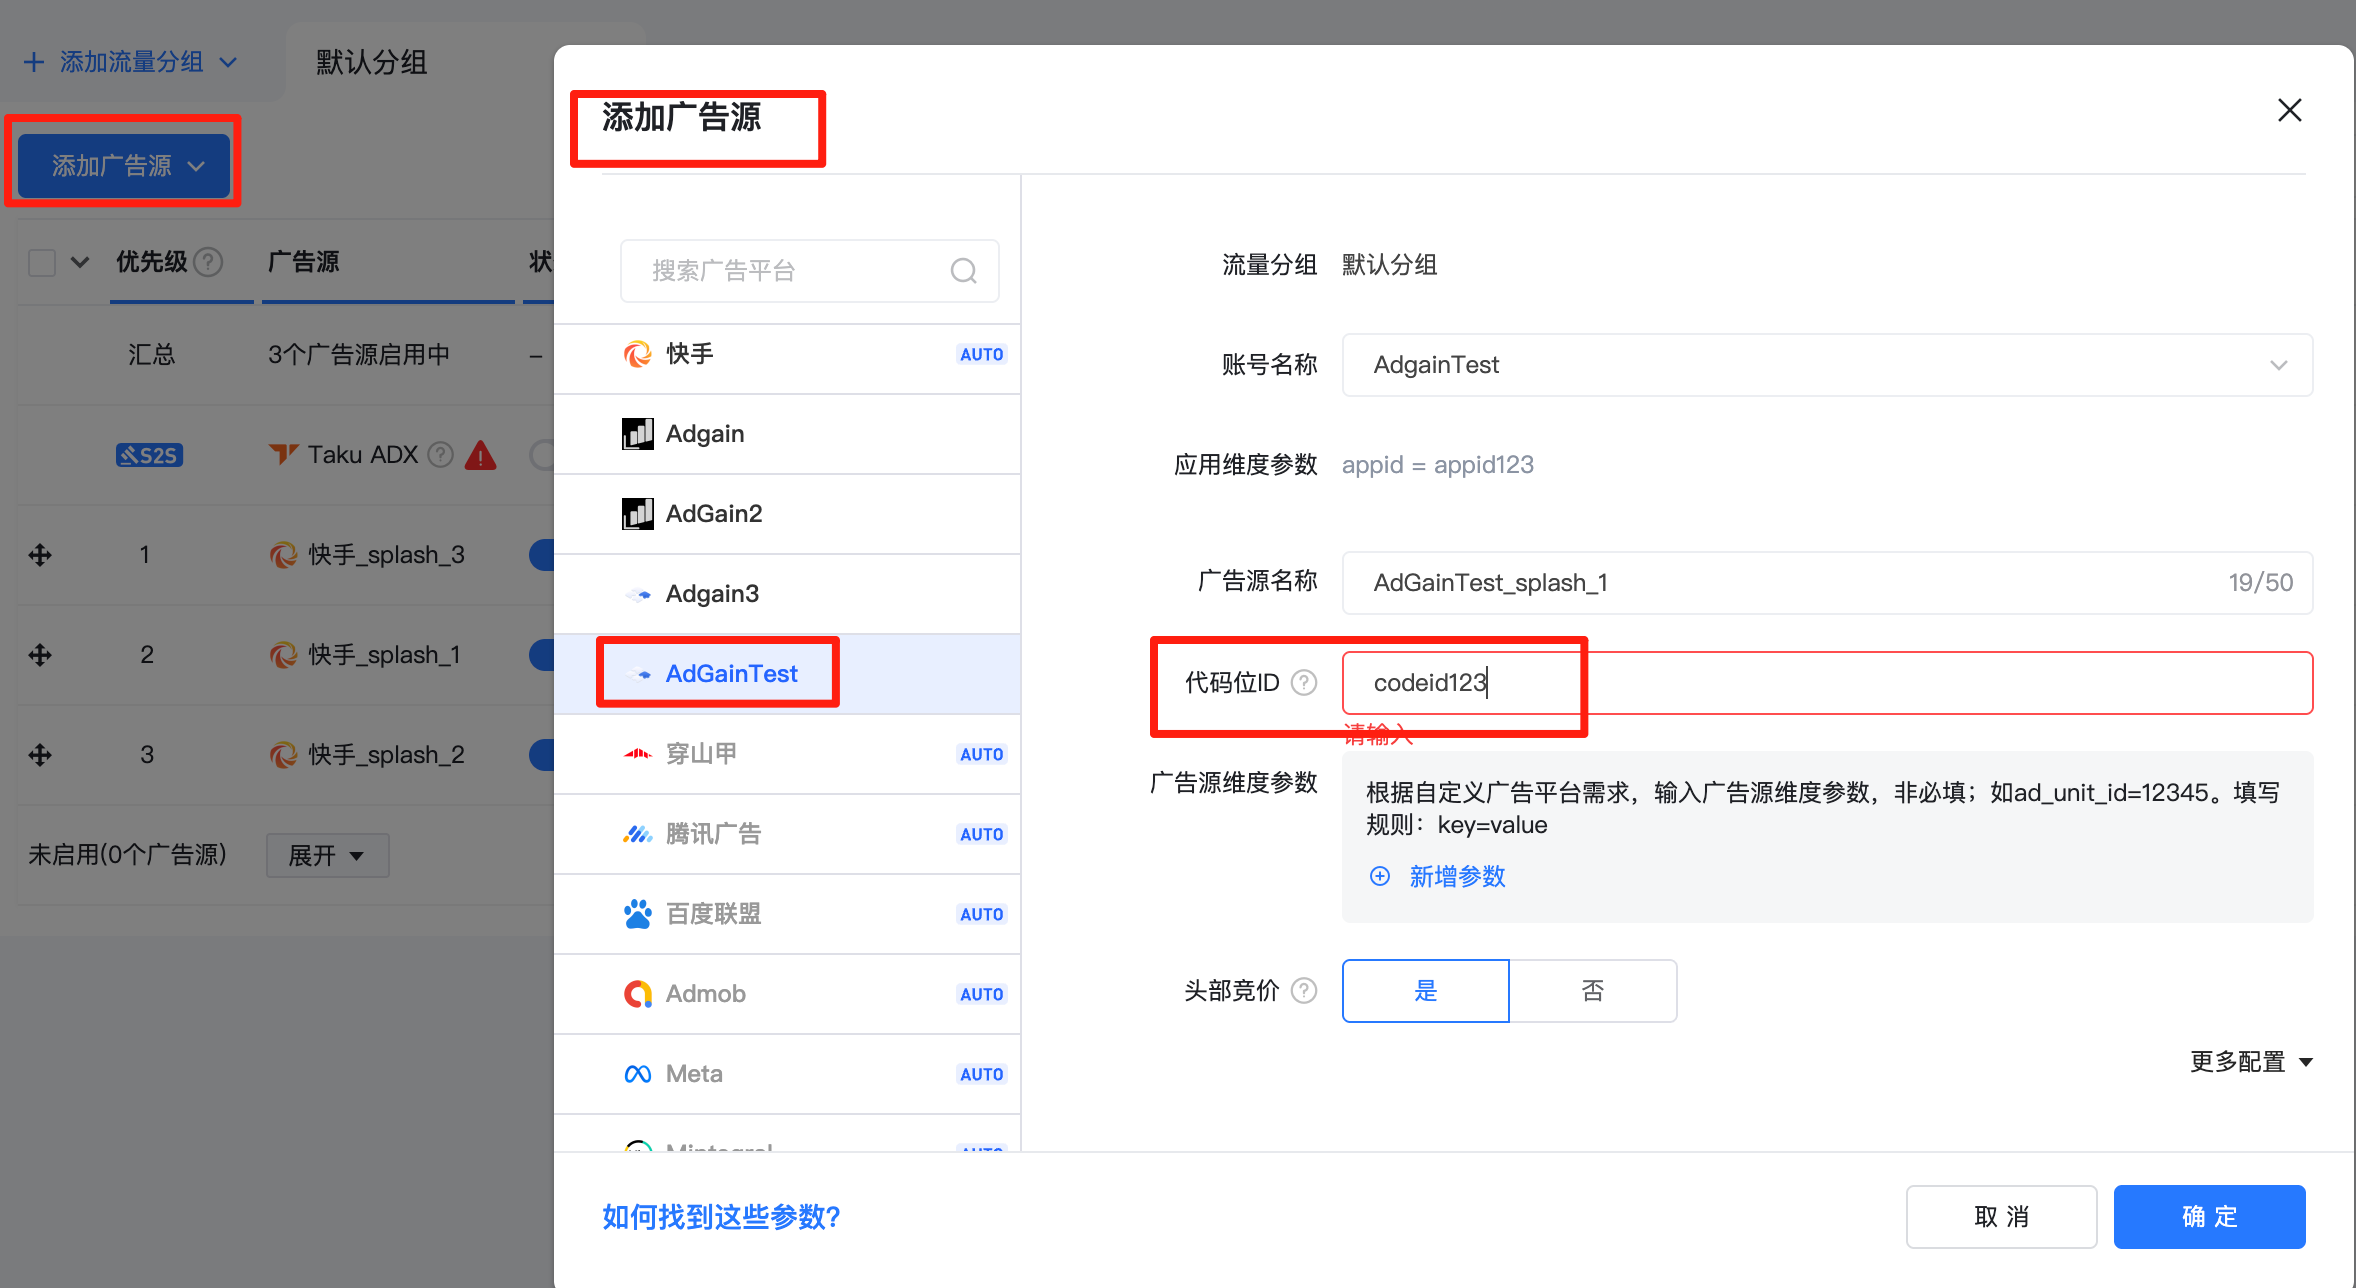 添加流量分组
默认分组
添加广告源
优先级
广告源
状
汇总
3个广告源启用中
–
S2S
Taku ADX
1
快手_splash_3
2
快手_splash_1
3
快手_splash_2
未启用(0个广告源)
展开
添加广告源
搜索广告平台
快手
AUTO
Adgain
AdGain2
Adgain3
AdGainTest
穿山甲
AUTO
腾讯广告
AUTO
百度联盟
AUTO
Admob
AUTO
Meta
AUTO
Mintegral
AUTO
流量分组
默认分组
账号名称
AdgainTest
应用维度参数
appid = appid123
广告源名称
AdGainTest_splash_1
19/50
代码位ID
codeid123
请输入
广告源维度参数
根据自定义广告平台需求，输入广告源维度参数，非必填；如ad_unit_id=12345。填写
规则：key=value
新增参数
头部竞价
是
否
更多配置
如何找到这些参数?
取 消
确 定